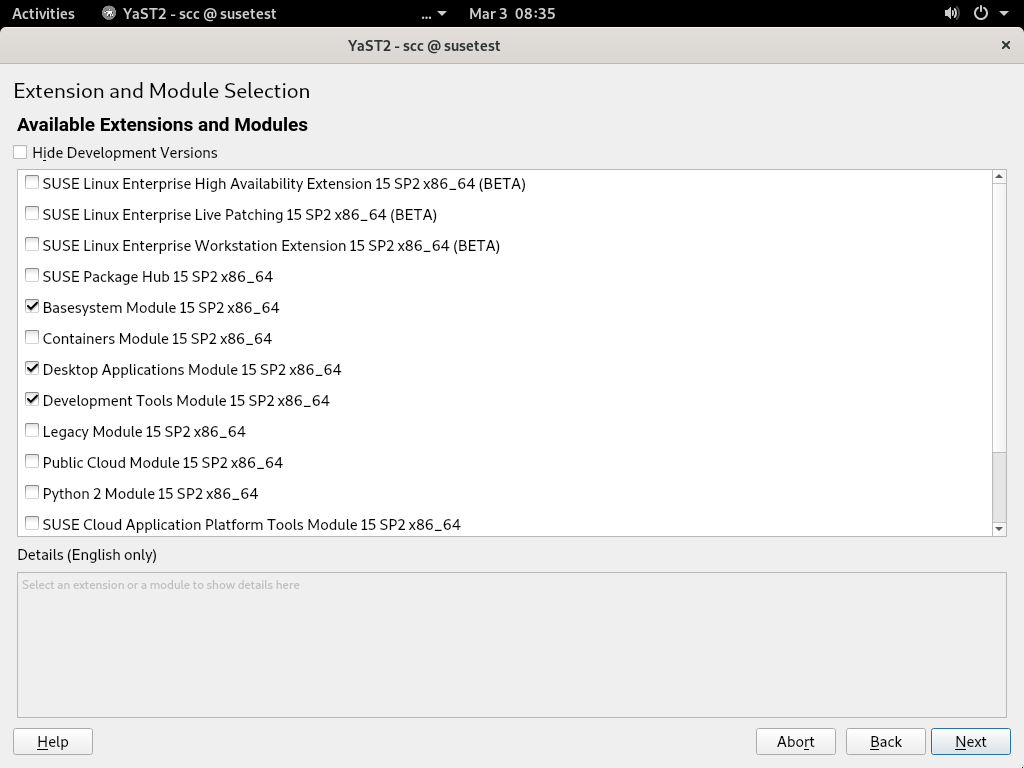 Activities YaST2 - scc @ susetest ... Mar 3 08:35
YaST2 - scc @ susetest ×
Extension and Module Selection
Available Extensions and Modules
Hide Development Versions
SUSE Linux Enterprise High Availability Extension 15 SP2 x86_64 (BETA)
SUSE Linux Enterprise Live Patching 15 SP2 x86_64 (BETA)
SUSE Linux Enterprise Workstation Extension 15 SP2 x86_64 (BETA)
SUSE Package Hub 15 SP2 x86_64
Basesystem Module 15 SP2 x86_64
Containers Module 15 SP2 x86_64
Desktop Applications Module 15 SP2 x86_64
Development Tools Module 15 SP2 x86_64
Legacy Module 15 SP2 x86_64
Public Cloud Module 15 SP2 x86_64
Python 2 Module 15 SP2 x86_64
SUSE Cloud Application Platform Tools Module 15 SP2 x86_64
Details (English only)
Select an extension or a module to show details here
Help Abort Back Next